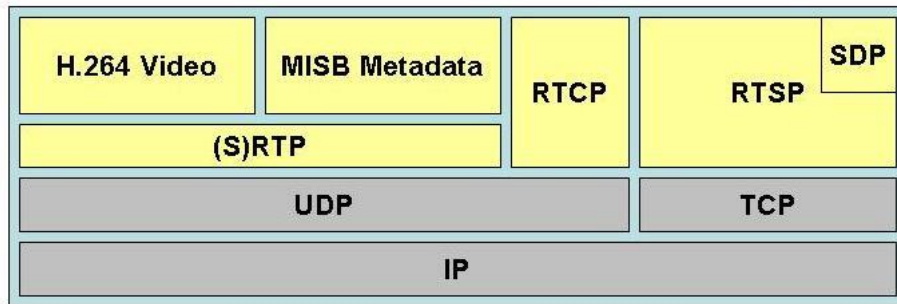 H.264 Video
MISB Metadata
RTCP
RTSP
SDP
(S)RTP
UDP
TCP
IP